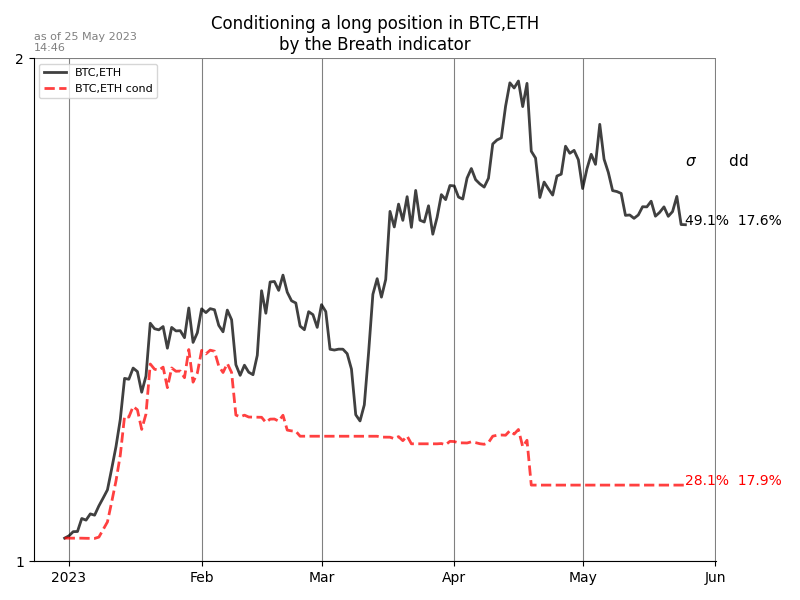 Conditioning a long position in BTC,ETH
by the Breath indicator
as of 25 May 2023
14:46
2
BTC,ETH
BTC,ETH cond
σ dd
49.1% 17.6%
28.1% 17.9%
1
2023 Feb Mar Apr May Jun